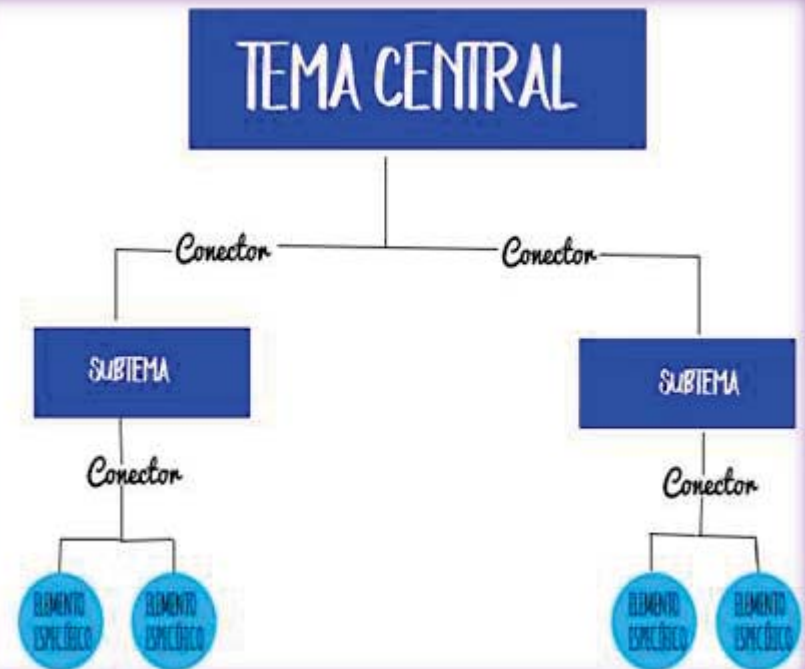 TEMA CENTRAL
Conector
Conector
SUBTEMA
SUBTEMA
Conector
Conector
ELEMENTO
ESPECÍFICO
ELEMENTO
ESPECÍFICO
ELEMENTO
ESPECÍFICO
ELEMENTO
ESPECÍFICO